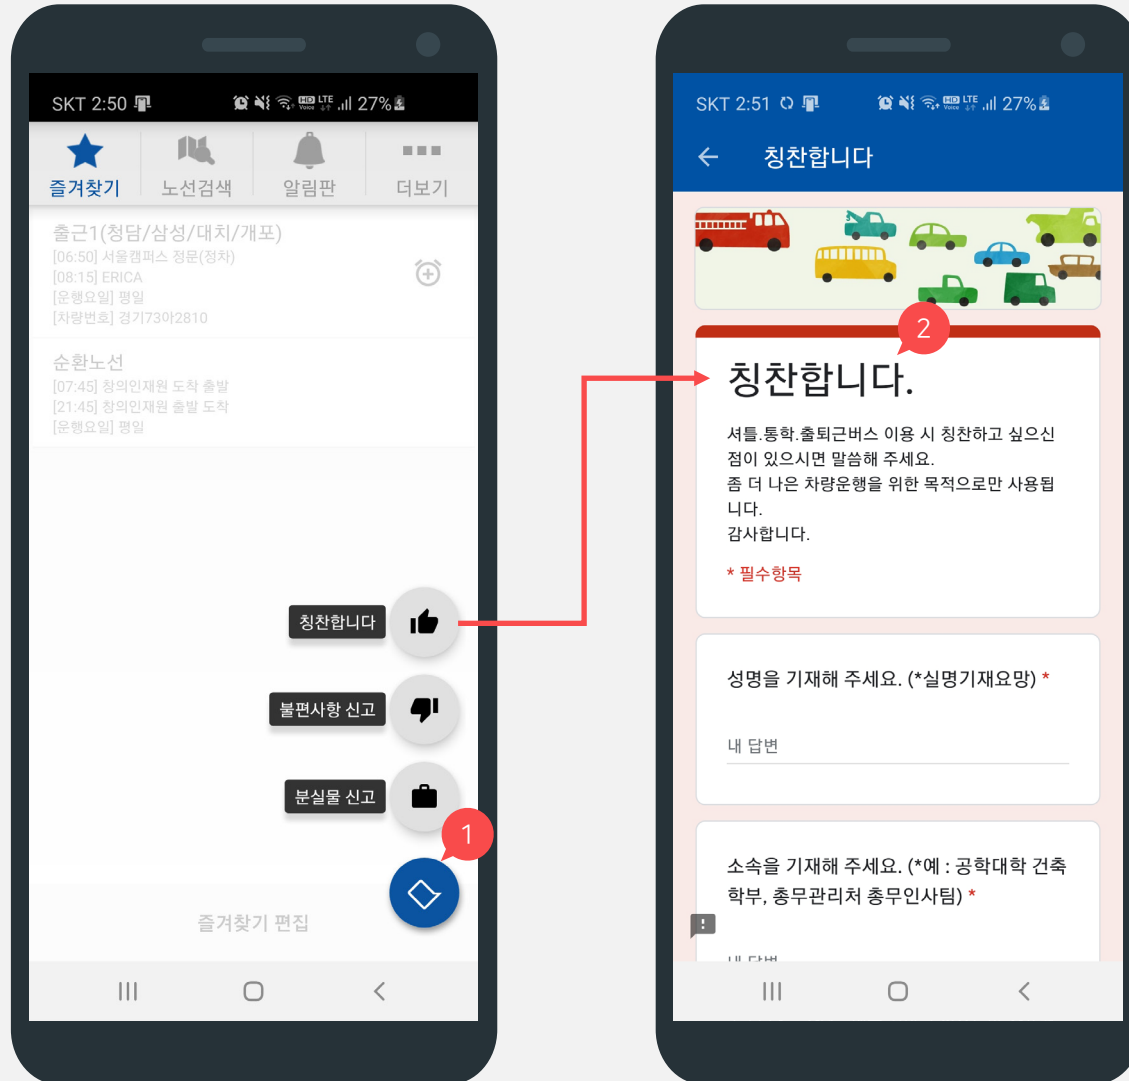 SKT 2:50
HD Voice LTE 27%
즐겨찾기
노선검색
알림판
더보기
출근1(청담/삼성/대치/개포)
[06:50] 서울캠퍼스 정문(정차)
[08:15] ERICA
[운행요일] 평일
[차량번호] 경기73아2810
순환노선
[07:45] 창의인재원 도착 출발
[21:45] 창의인재원 출발 도착
[운행요일] 평일
칭찬합니다
불편사항 신고
분실물 신고
1
즐겨찾기 편집
SKT 2:51
HD Voice LTE 27%
칭찬합니다
2
칭찬합니다.
셔틀.통학.출퇴근버스 이용 시 칭찬하고 싶으신
점이 있으시면 말씀해 주세요.
좀 더 나은 차량운행을 위한 목적으로만 사용됩
니다.
감사합니다.
* 필수항목
성명을 기재해 주세요. (*실명기재요망) *
내 답변
소속을 기재해 주세요. (*예 : 공학대학 건축
학부, 총무관리처 총무인사팀) *
내 답변